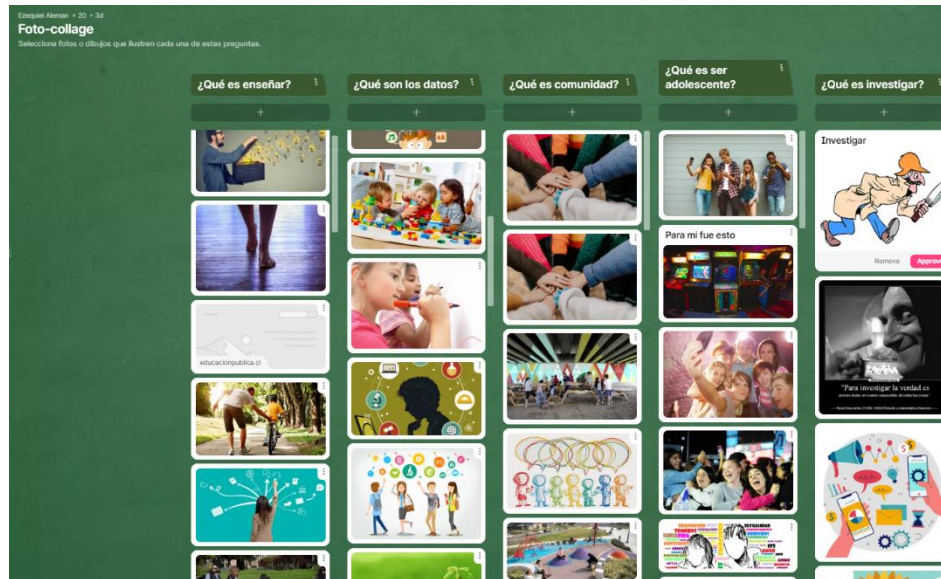 Ezequiel Aleman • 20 • 3d
Foto-collage
Selecciona fotos o dibujos que ilustren cada una de estas preguntas.
¿Qué es enseñar?
¿Qué son los datos?
¿Qué es comunidad?
¿Qué es ser
adolescente?
¿Qué es investigar?
educacionpublica.cl
Para mi fue esto
Investigar
Remove
Approve
"Para investigar la verdad es